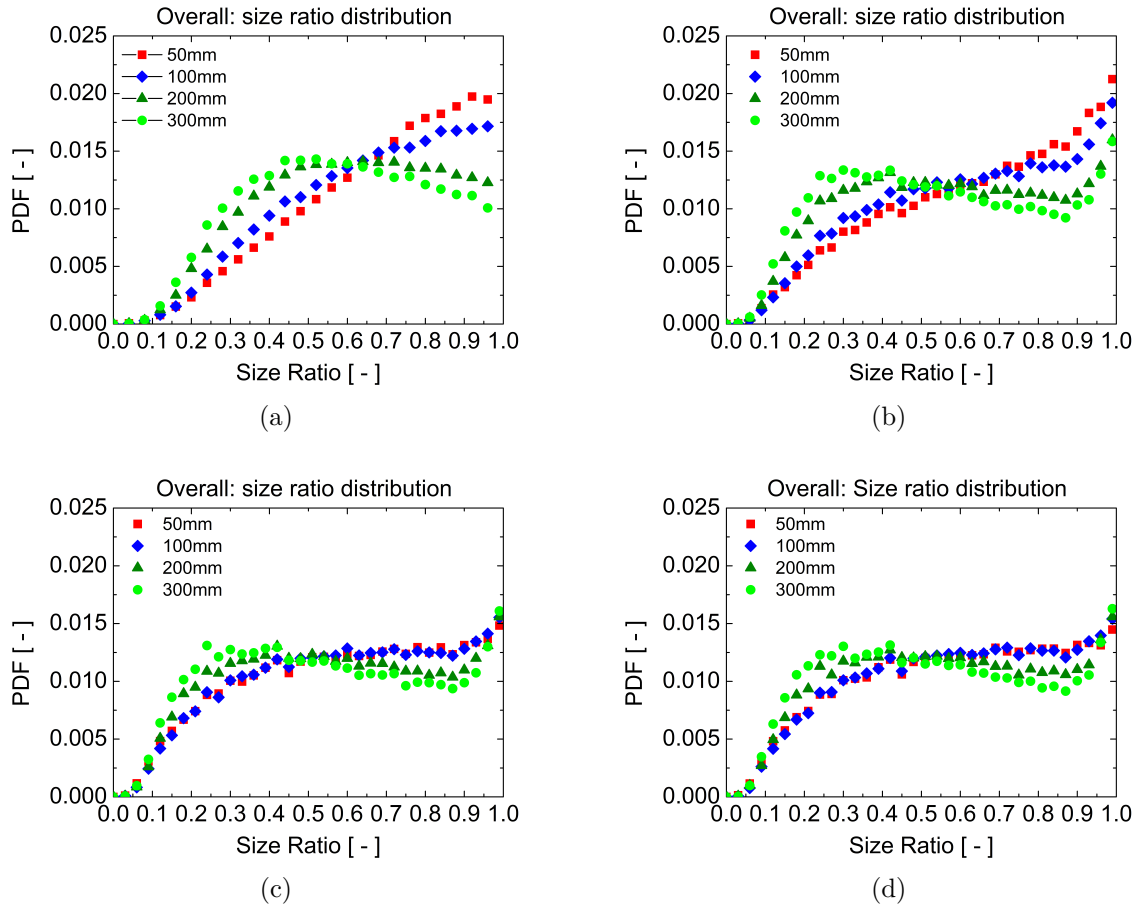 Overall: size ratio distribution
0.025
0.020
0.015
0.010
0.005
0.000
PDF [ - ]
50mm
100mm
200mm
300mm
0.0 0.1 0.2 0.3 0.4 0.5 0.6 0.7 0.8 0.9 1.0
Size Ratio [ - ]
(a)
Overall: size ratio distribution
0.025
0.020
0.015
0.010
0.005
0.000
PDF [ - ]
50mm
100mm
200mm
300mm
0.0 0.1 0.2 0.3 0.4 0.5 0.6 0.7 0.8 0.9 1.0
Size Ratio [ - ]
(b)
Overall: size ratio distribution
0.025
0.020
0.015
0.010
0.005
0.000
PDF [ - ]
50mm
100mm
200mm
300mm
0.0 0.1 0.2 0.3 0.4 0.5 0.6 0.7 0.8 0.9 1.0
Size Ratio [ - ]
(c)
Overall: Size ratio distribution
0.025
0.020
0.015
0.010
0.005
0.000
PDF [ - ]
50mm
100mm
200mm
300mm
0.0 0.1 0.2 0.3 0.4 0.5 0.6 0.7 0.8 0.9 1.0
Size Ratio [ - ]
(d)